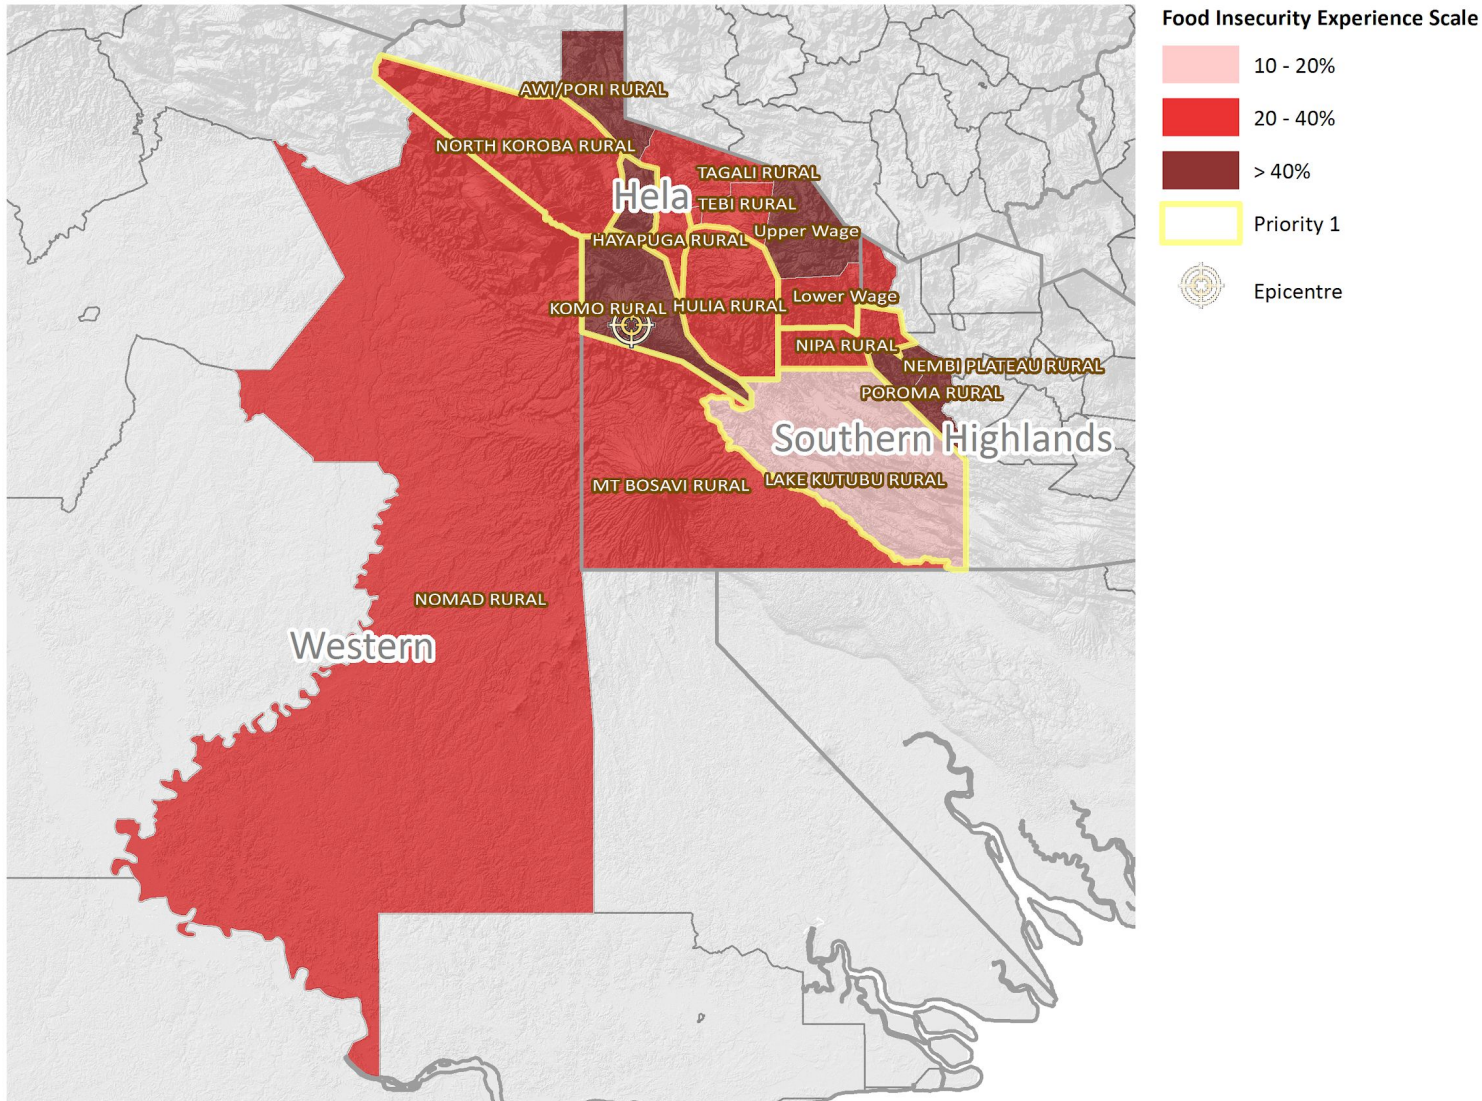 Food Insecurity Experience Scale
10 - 20%
20 - 40%
> 40%
Priority 1
Epicentre
AWI/PORI RURAL
NORTH KOROBA RURAL
TAGALI RURAL
Hela
TEBI RURAL
Upper Wage
HAYAPUGA RURAL
Lower Wage
KOMO RURAL
HULIA RURAL
NIPA RURAL
NEMBI PLATEAU RURAL
POROMA RURAL
Southern Highlands
LAKE KUTUBU RURAL
MT BOSAVI RURAL
NOMAD RURAL
Western